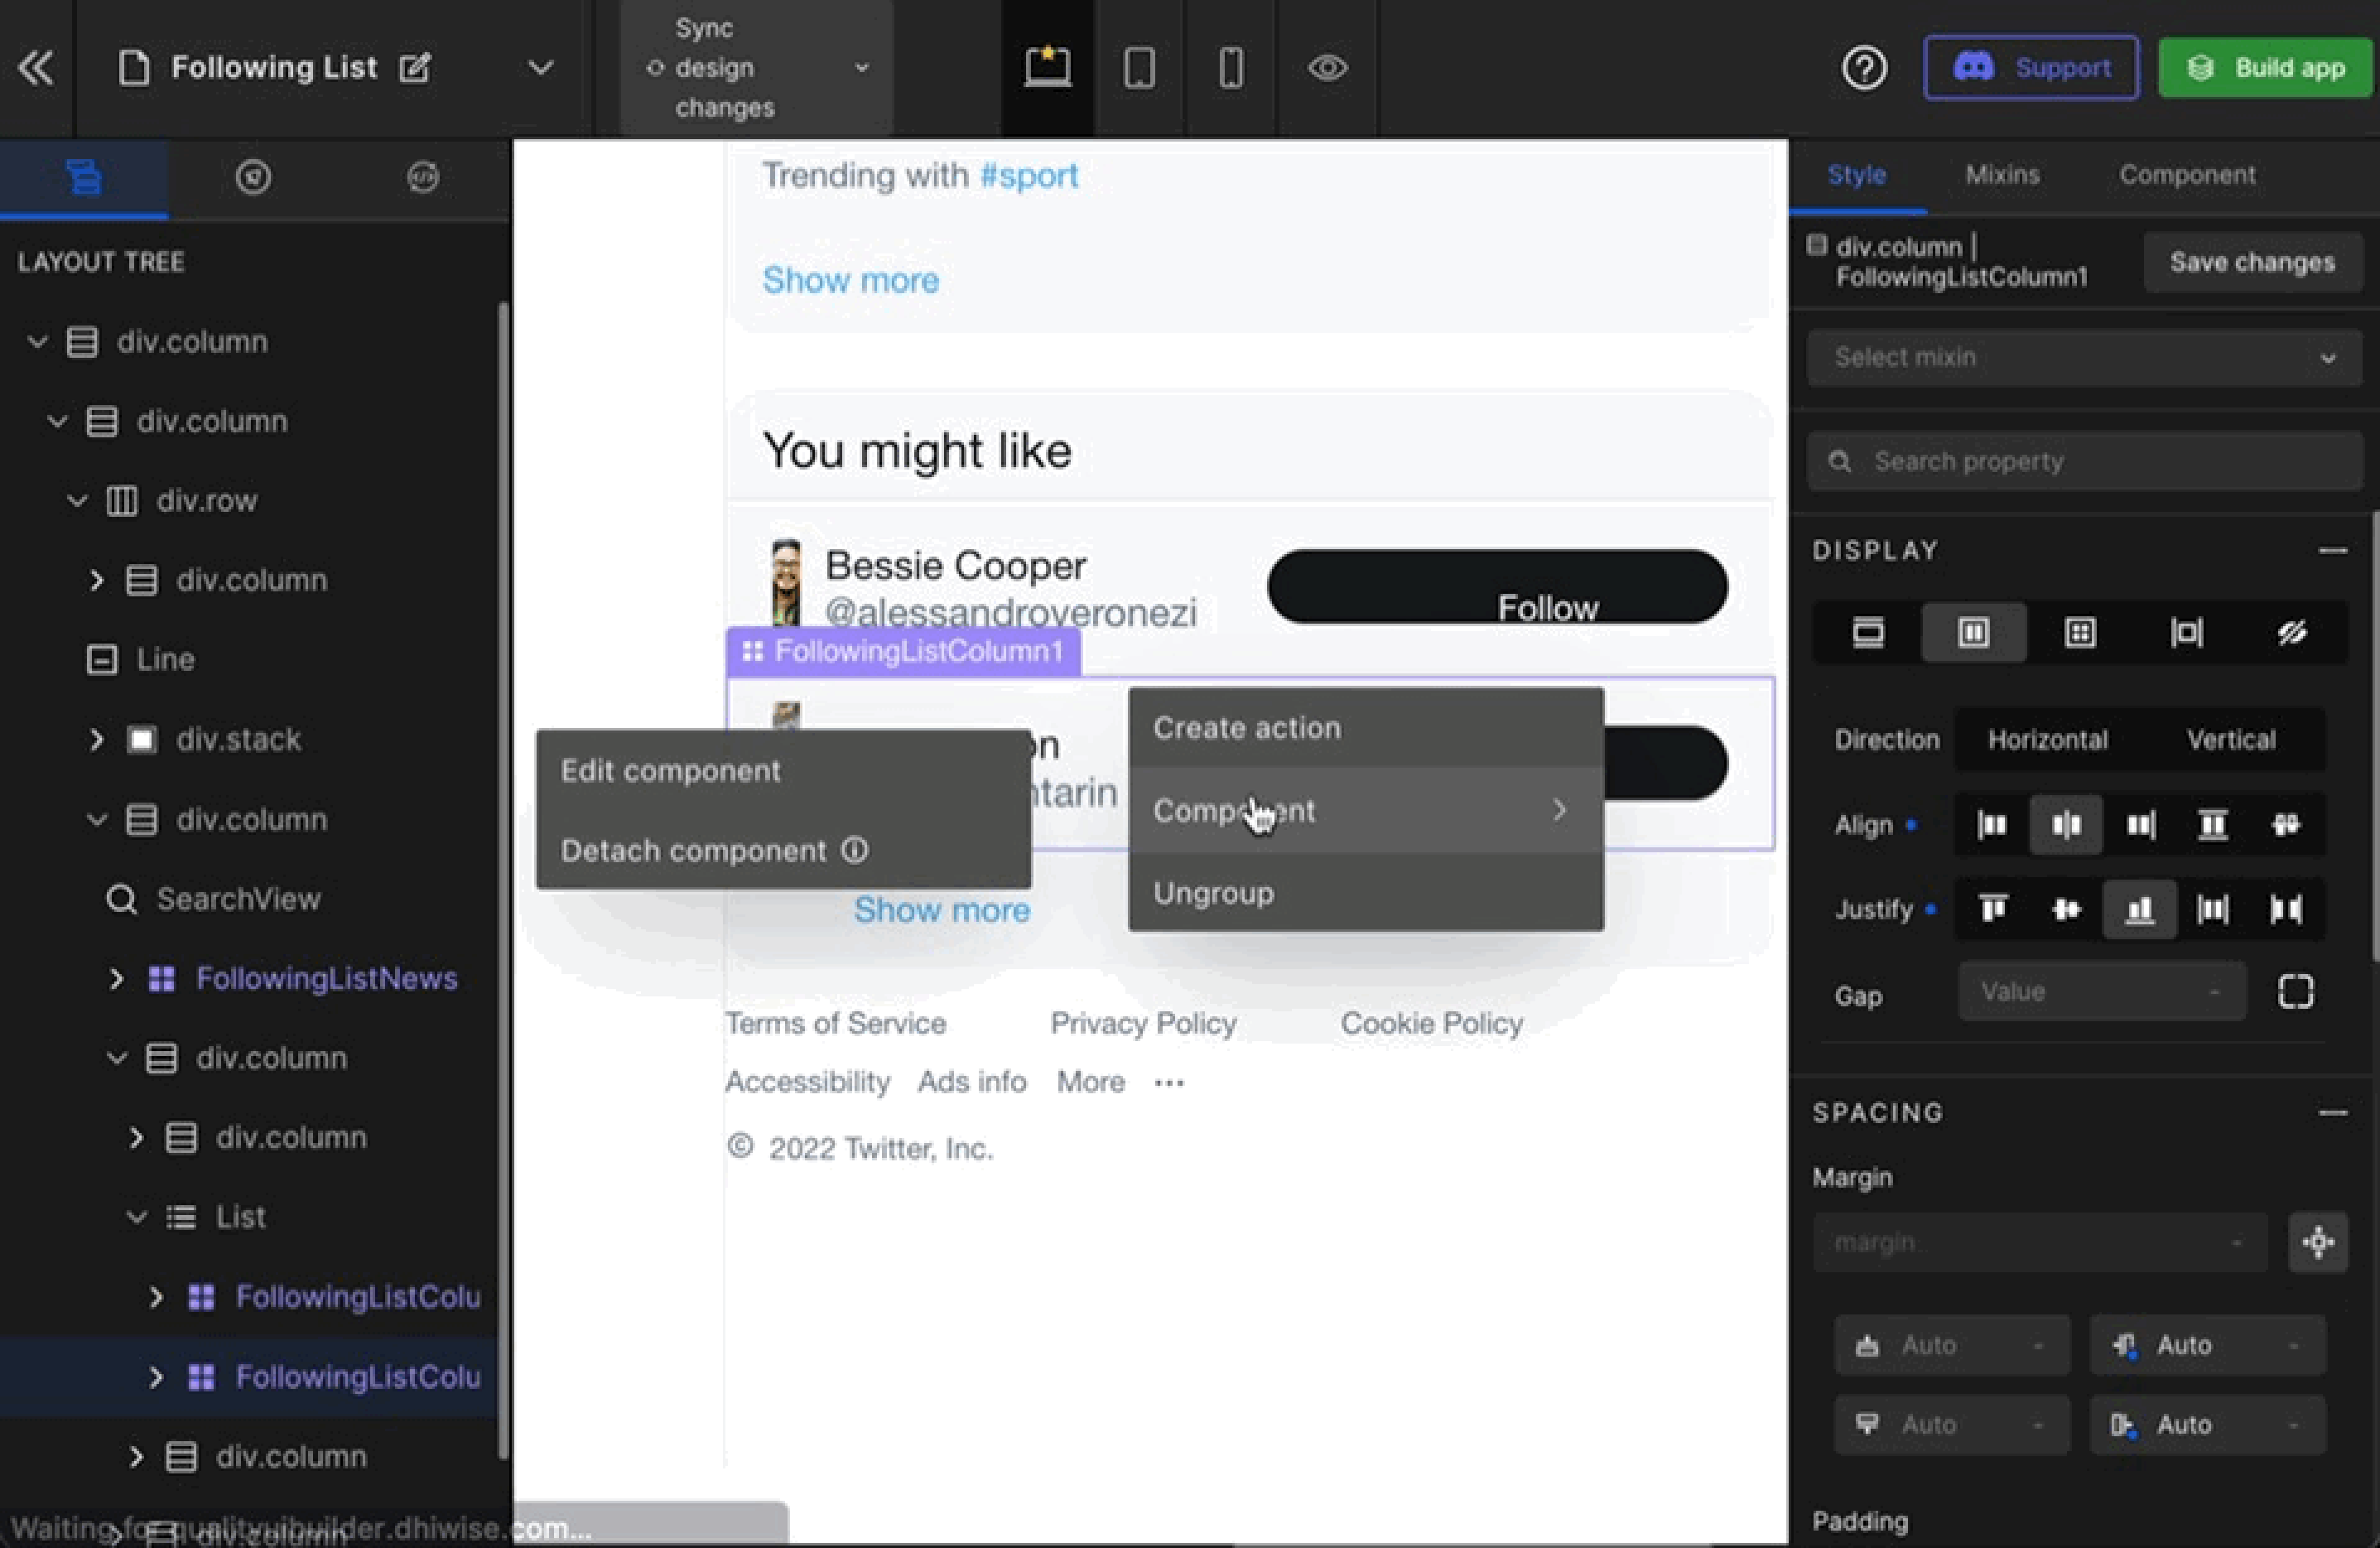 Following List
Sync
design
changes
Support
Build app
LAYOUT TREE
div.column
div.column
div.row
div.column
Line
div.stack
div.column
SearchView
FollowingListNews
div.column
div.column
List
FollowingListColu
FollowingListColu
div.column
div.column
Waiting for qualityuibuilder.dhiwise.com...
Trending with #sport
Show more
You might like
Bessie Cooper
@alessandroveronezi
Follow
FollowingListColumn1
on
ntarin
Edit component
Detach component
Create action
Component
Ungroup
Show more
Terms of Service Privacy Policy Cookie Policy
Accessibility Ads info More ...
© 2022 Twitter, Inc.
Style Mixins Component
div.column |
FollowingListColumn1
Save changes
Select mixin
Search property
DISPLAY
Direction Horizontal Vertical
Align
Justify
Gap Value
SPACING
Margin
margin
Auto Auto
Auto Auto
Padding